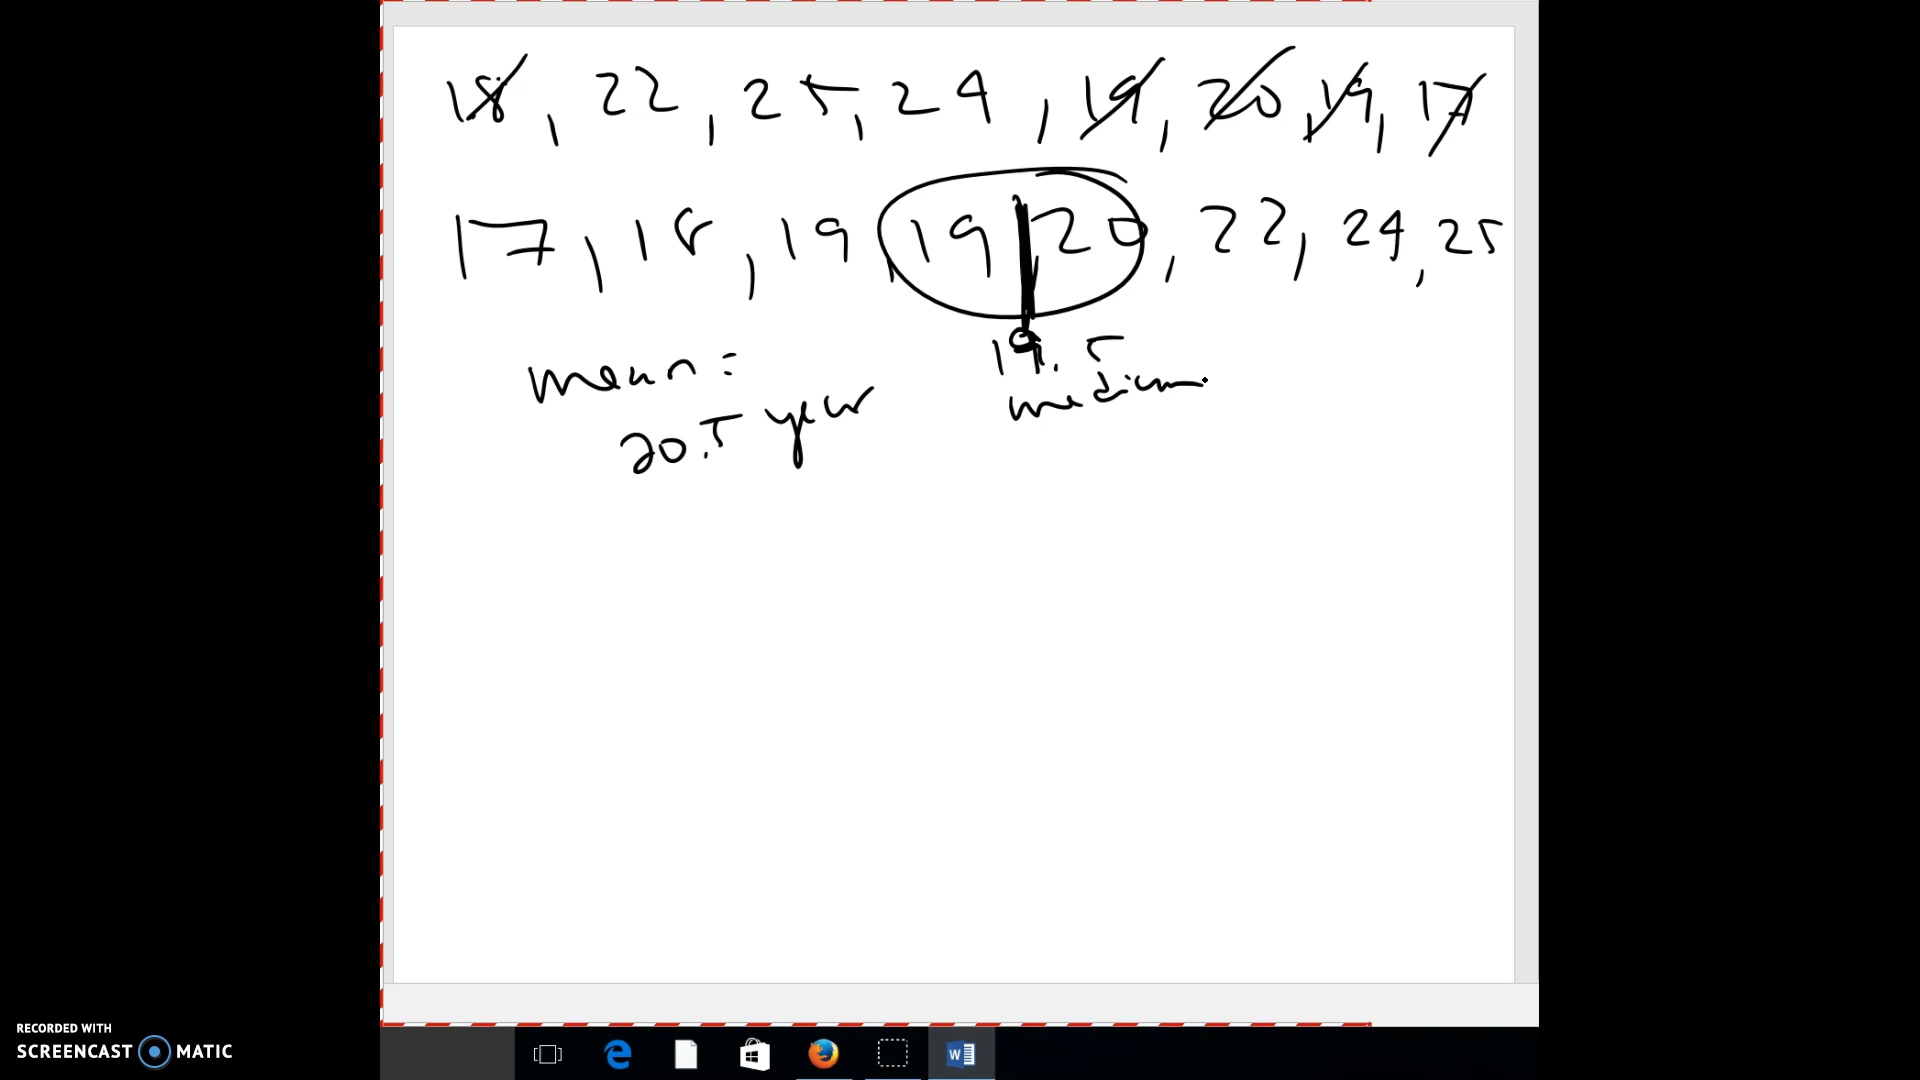 18, 22, 25, 24, 19, 20, 19, 17
17, 18, 19, 19, 20, 22, 24, 25
mean =
20.5 year
19.5
median
RECORDED WITH
SCREENCAST MATIC